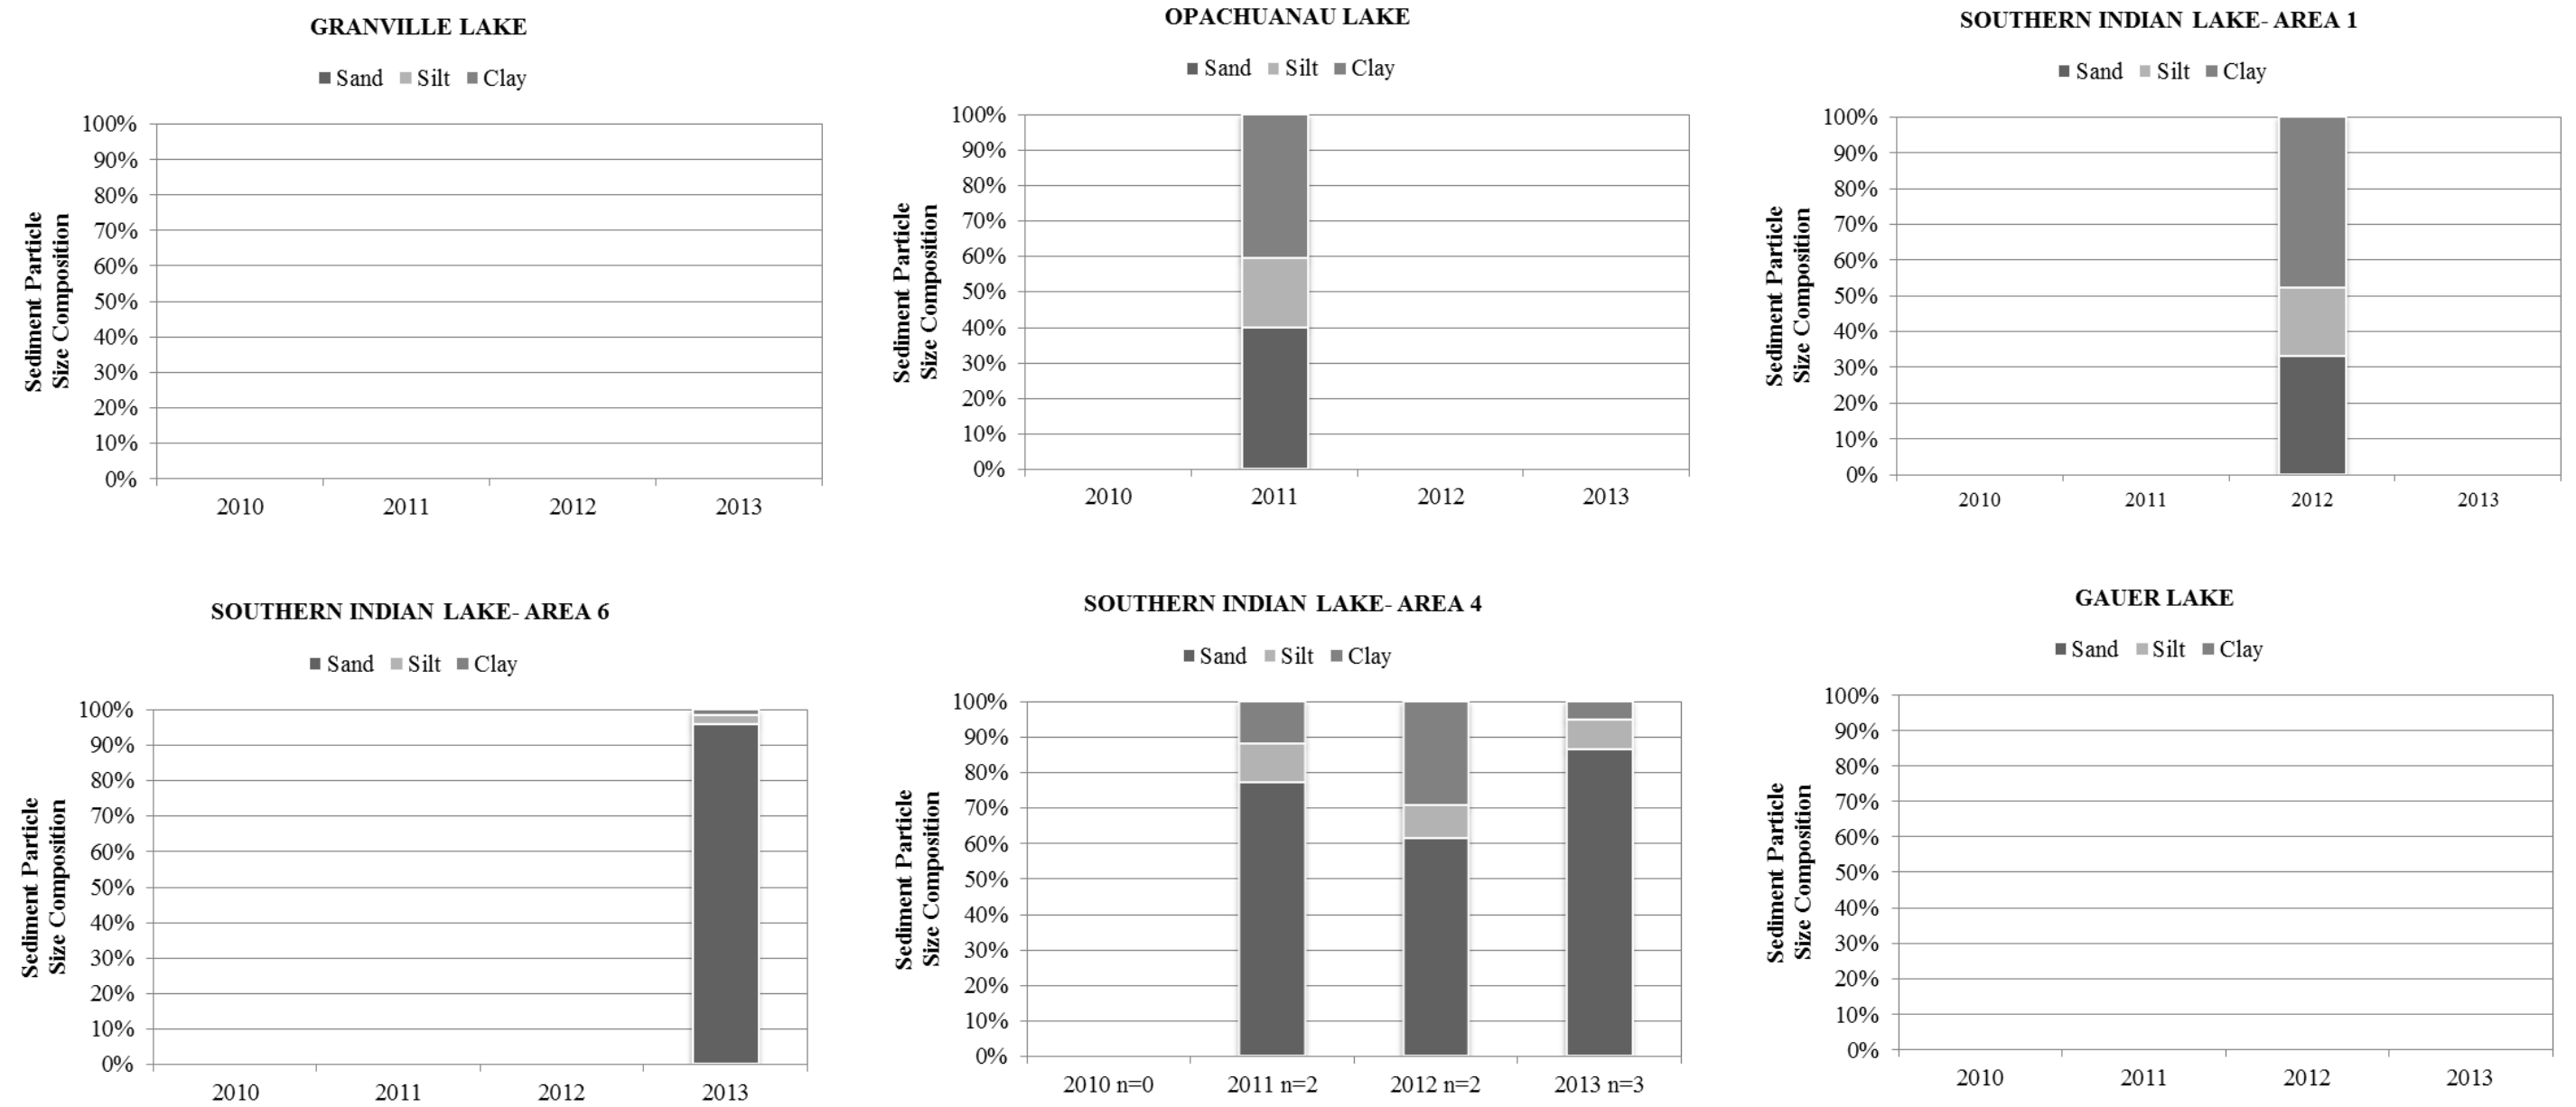 GRANVILLE LAKE
Sand Silt Clay
100%
90%
80%
70%
60%
50%
40%
30%
20%
10%
0%
Sediment Particle
Size Composition
2010 2011 2012 2013
OPACHUANAU LAKE
Sand Silt Clay
100%
90%
80%
70%
60%
50%
40%
30%
20%
10%
0%
Sediment Particle
Size Composition
2010 2011 2012 2013
SOUTHERN INDIAN LAKE- AREA 1
Sand Silt Clay
100%
90%
80%
70%
60%
50%
40%
30%
20%
10%
0%
Sediment Particle
Size Composition
2010 2011 2012 2013
SOUTHERN INDIAN LAKE- AREA 6
Sand Silt Clay
100%
90%
80%
70%
60%
50%
40%
30%
20%
10%
0%
Sediment Particle
Size Composition
2010 2011 2012 2013
SOUTHERN INDIAN LAKE- AREA 4
Sand Silt Clay
100%
90%
80%
70%
60%
50%
40%
30%
20%
10%
0%
Sediment Particle
Size Composition
2010 n=0 2011 n=2 2012 n=2 2013 n=3
GAUER LAKE
Sand Silt Clay
100%
90%
80%
70%
60%
50%
40%
30%
20%
10%
0%
Sediment Particle
Size Composition
2010 2011 2012 2013